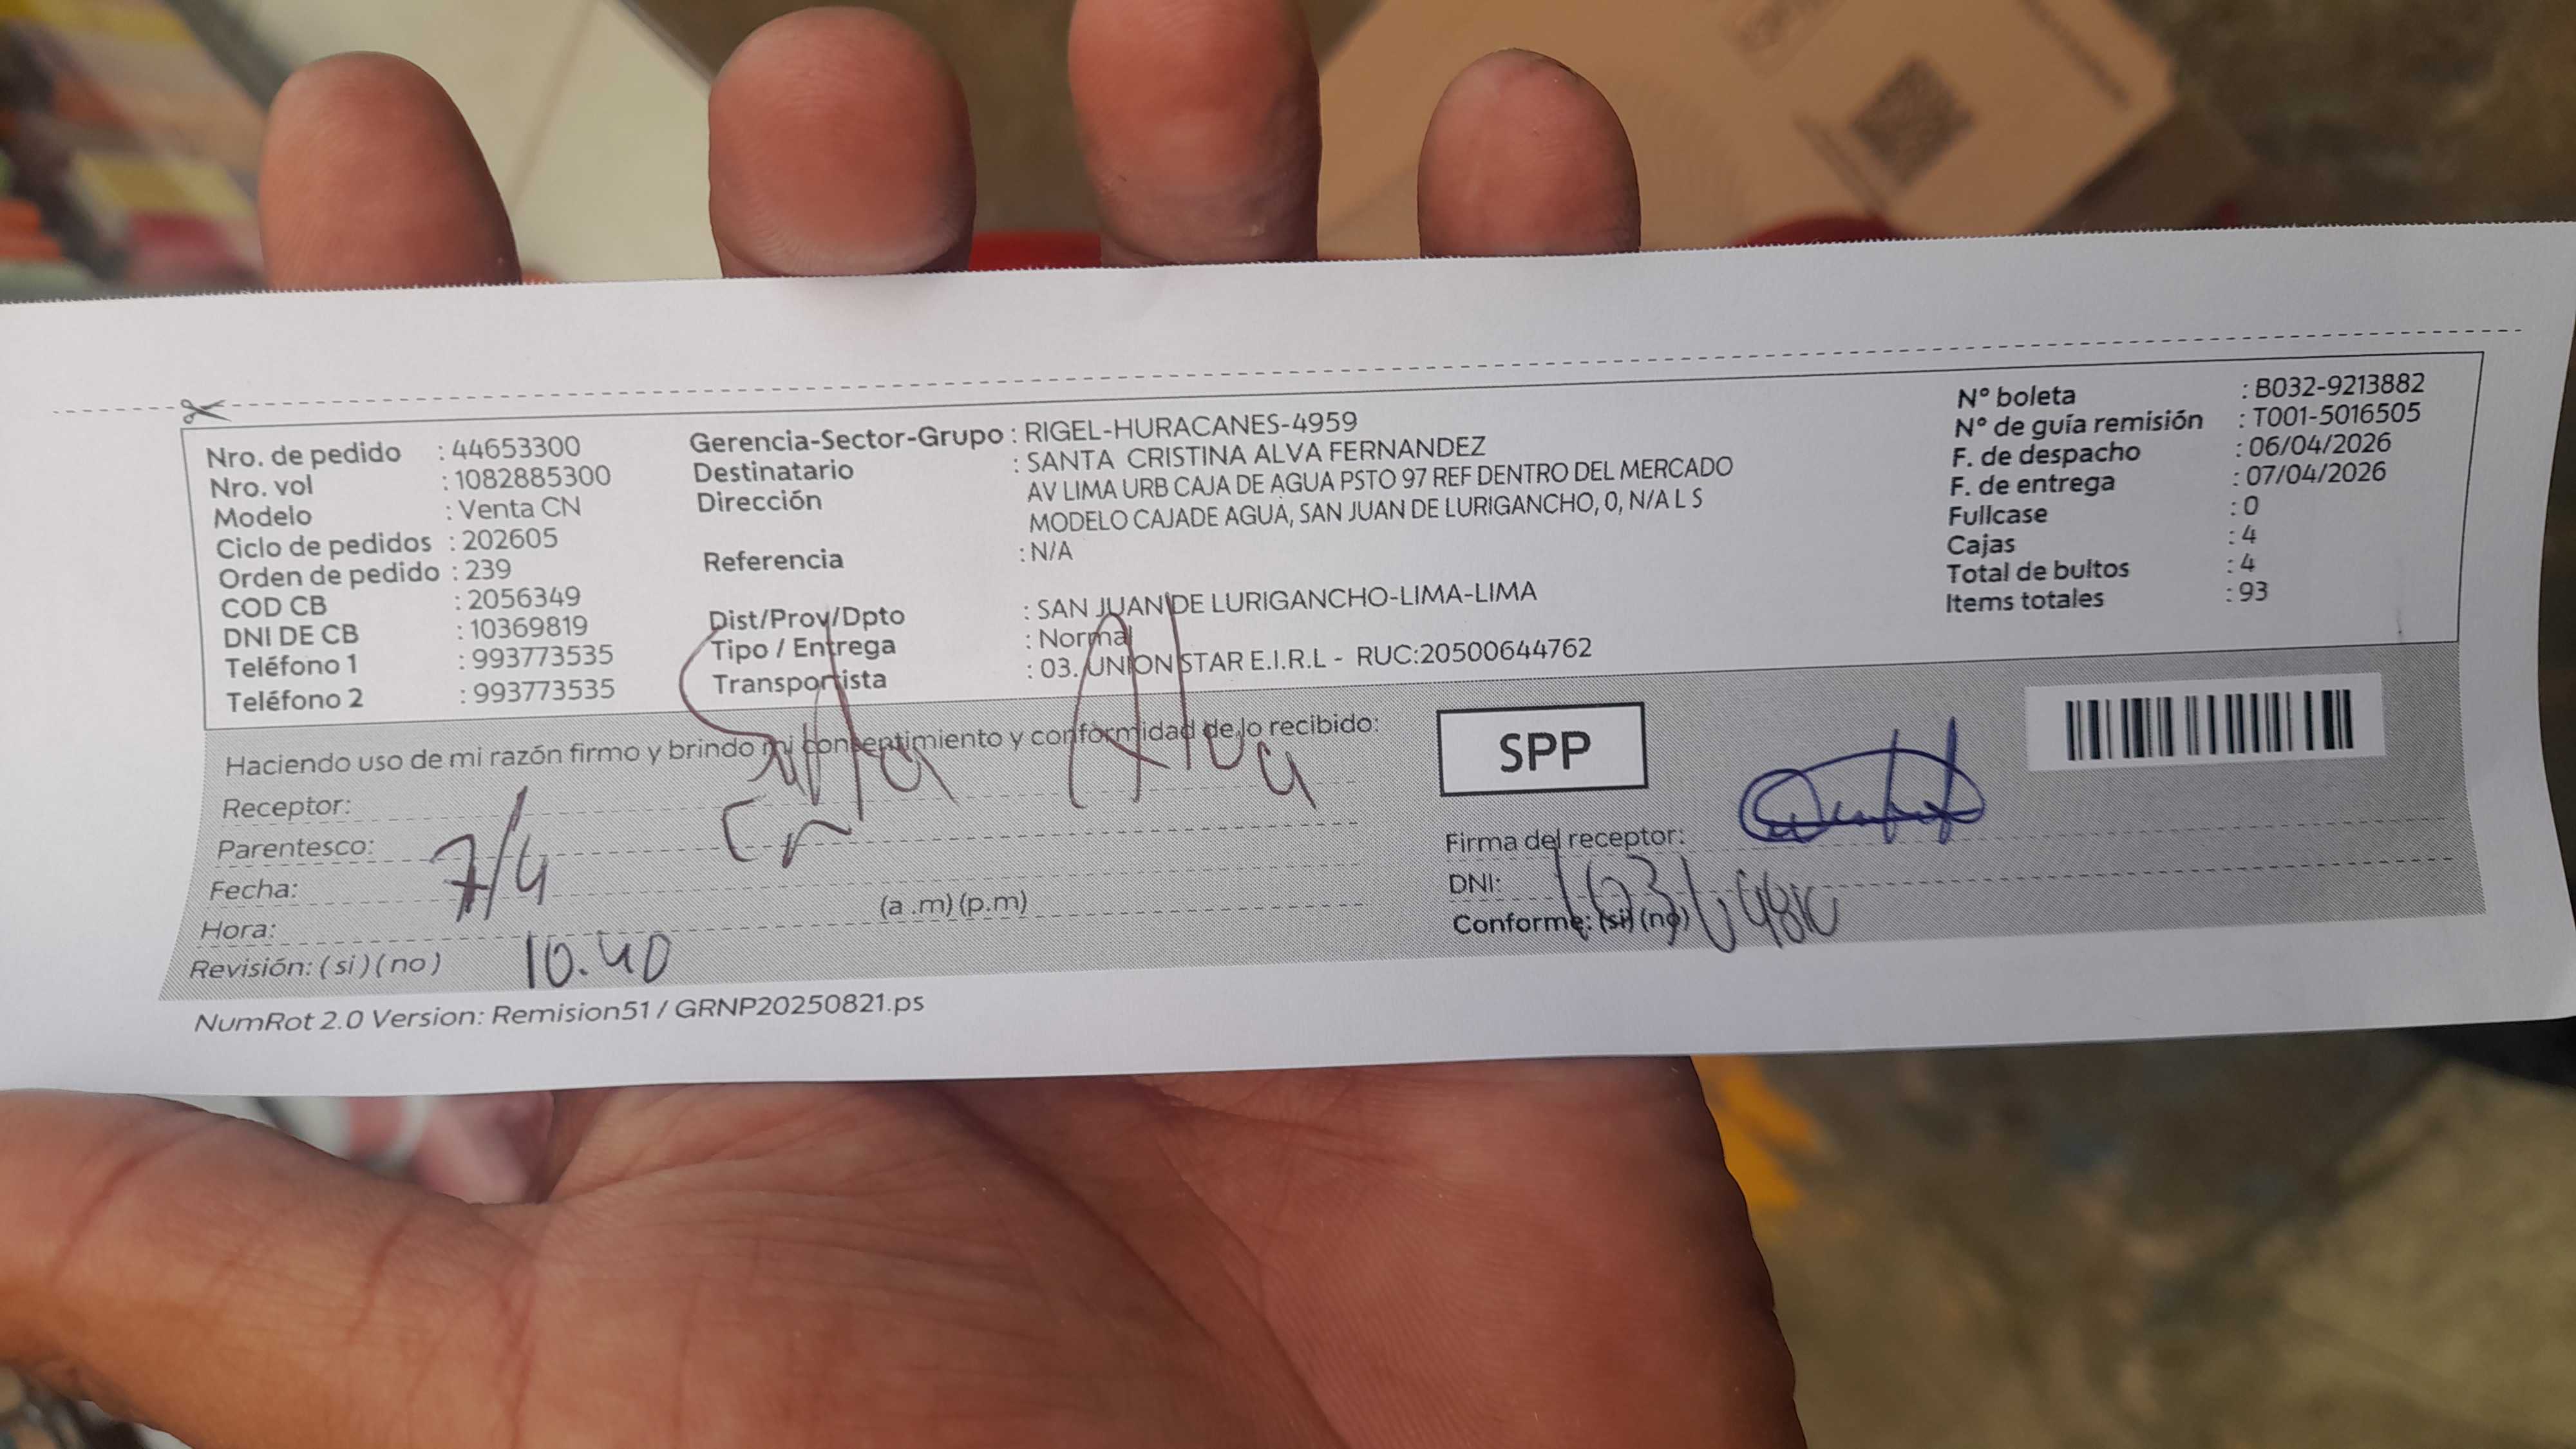 Nro. de pedido : 44653300
Nro. vol : 1082885300
Modelo : Venta CN
Ciclo de pedidos : 202605
Orden de pedido : 239
COD CB : 2056349
DNI DE CB : 10369819
Teléfono 1 : 993773535
Teléfono 2 : 993773535
Gerencia-Sector-Grupo : RIGEL-HURACANES-4959
Destinatario : SANTA CRISTINA ALVA FERNANDEZ
Dirección AV LIMA URB CAJA DE AGUA PSTO 97 REF DENTRO DEL MERCADO
MODELO CAJADE AGUA, SAN JUAN DE LURIGANCHO, 0, N/A L S
Referencia : N/A
Dist/Prov/Dpto : SAN JUAN DE LURIGANCHO-LIMA-LIMA
Tipo / Entrega : Normal
Transportista : 03. UNION STAR E.I.R.L - RUC:20500644762
N° boleta : B032-9213882
N° de guía remisión : T001-5016505
F. de despacho : 06/04/2026
F. de entrega : 07/04/2026
Fullcase : 0
Cajas : 4
Total de bultos : 4
Items totales : 93
Haciendo uso de mi razón firmo y brindo mi consentimiento y conformidad de lo recibido:
Receptor: Alva
Parentesco:
Fecha: 7/4
Hora: (a .m) (p.m)
10.40
Revisión: ( si ) ( no )
SPP
Firma del receptor:
DNI:
Conforme: (si) (no)
NumRot 2.0 Version: Remision51 / GRNP20250821.ps